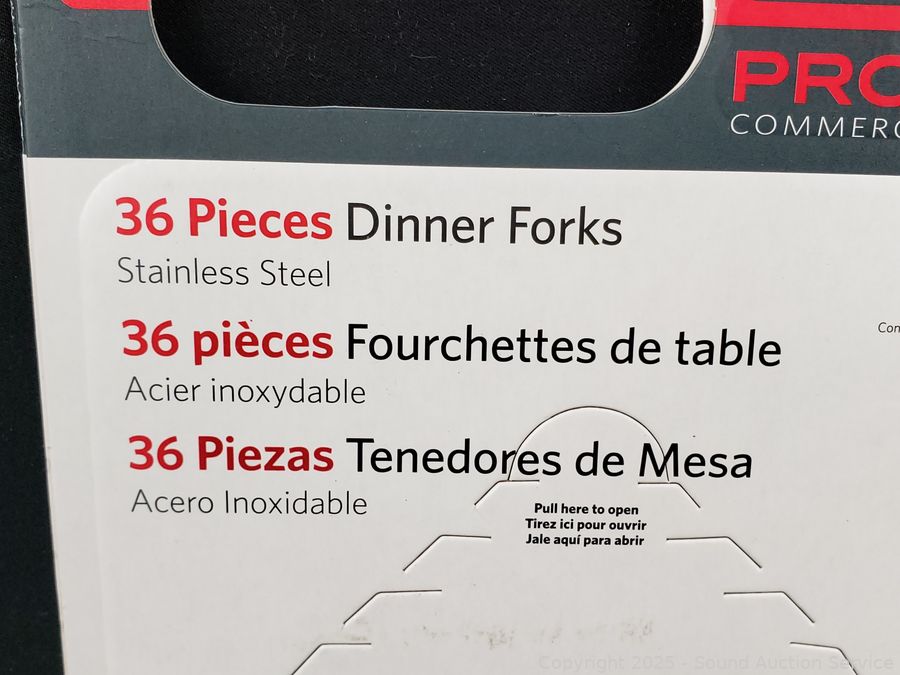 PRO
COMMERC
36 Pieces Dinner Forks
Stainless Steel
36 pièces Fourchettes de table
Acier inoxydable
Con
36 Piezas Tenedores de Mesa
Acero Inoxidable
Pull here to open
Tirez ici pour ouvrir
Jale aquí para abrir
Copyright 2025 - Sound Auction Service